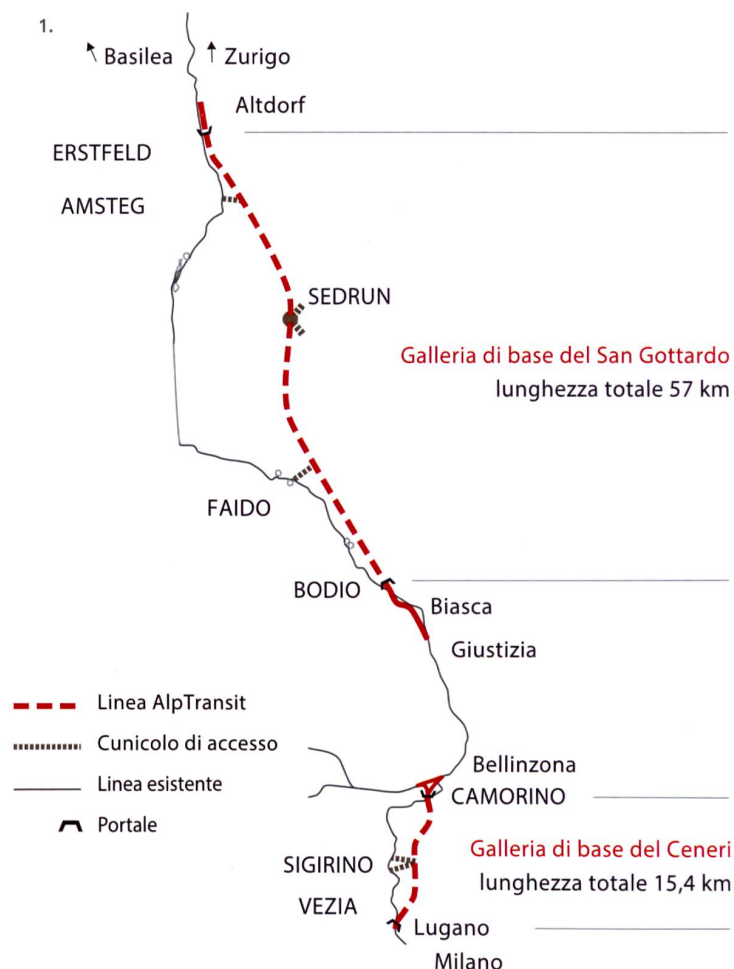 1.
Basilea
Zurigo
Altdorf
ERSTFELD
AMSTEG
SEDRUN
Galleria di base del San Gottardo
lunghezza totale 57 km
FAIDO
BODIO
Biasca
Giustizia
Linea AlpTransit
Cunicolo di accesso
Linea esistente
Portale
Bellinzona
CAMORINO
SIGIRINO
Galleria di base del Ceneri
lunghezza totale 15,4 km
VEZIA
Lugano
Milano